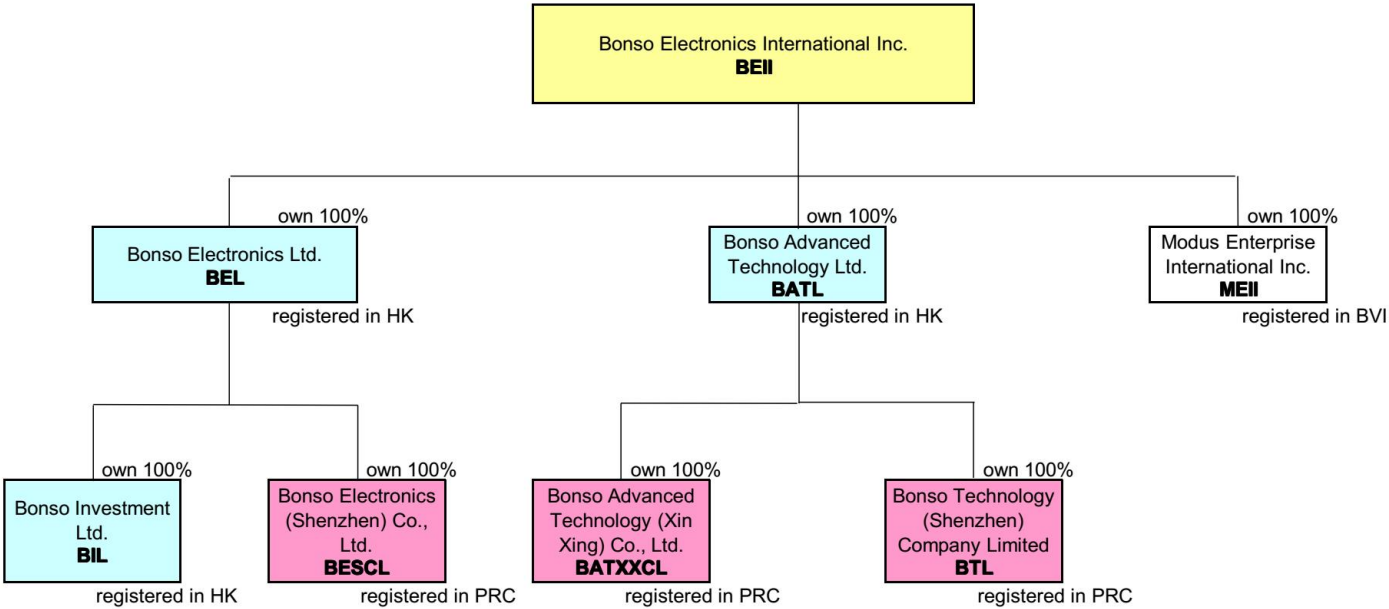 Bonso Electronics International Inc.
BEII
own 100%
Bonso Electronics Ltd.
BEL
registered in HK
own 100%
Bonso Advanced
Technology Ltd.
BATL
registered in HK
own 100%
Modus Enterprise
International Inc.
MEII
registered in BVI
own 100%
Bonso Investment
Ltd.
BIL
registered in HK
own 100%
Bonso Electronics
(Shenzhen) Co.,
Ltd.
BESCL
registered in PRC
own 100%
Bonso Advanced
Technology (Xin
Xing) Co., Ltd.
BATXXCL
registered in PRC
own 100%
Bonso Technology
(Shenzhen)
Company Limited
BTL
registered in PRC